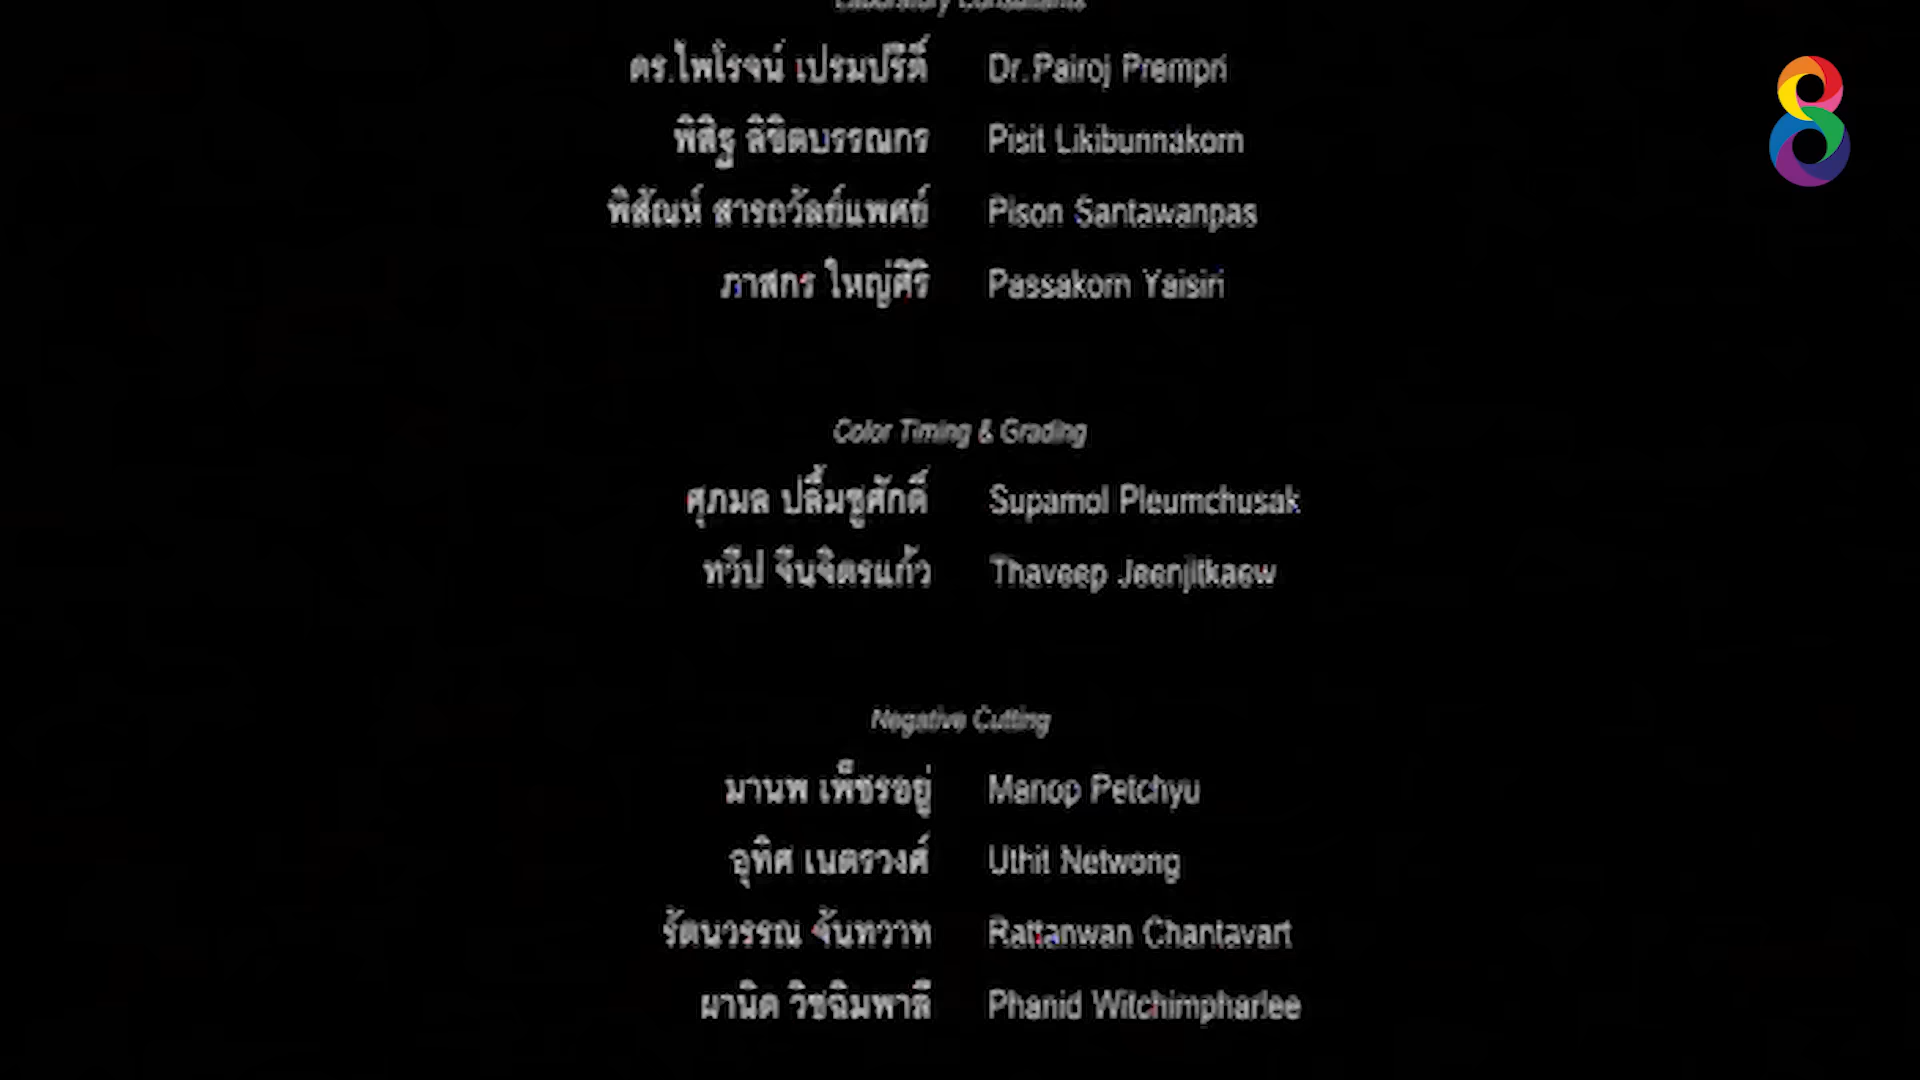 Laboratory Consultants
ดร.ไพโรจน์ เปรมปรีดิ์ Dr. Pairoj Prempri
พิสิฐ ลิขิตบรรณกร Pisit Likibunnakorn
พิสัณห์ สารถวัลย์แพศย์ Pison Santawanpas
ภาสกร ใหญ่ศิริ Passakorn Yaisiri
Color Timing & Grading
ศุภมล ปลื้มชูศักดิ์ Supamol Pleumchusak
ทวีป จีนจิตรแก้ว Thaveep Jeenjitkaew
Negative Cutting
มานพ เพ็ชรอยู่ Manop Petchyu
อุทิศ เนตรวงศ์ Uthit Netwong
รัตนวรรณ จันทวาท Rattanwan Chantavart
ผานิต วิชฉิมพาลี Phanid Witchimpharlee
8